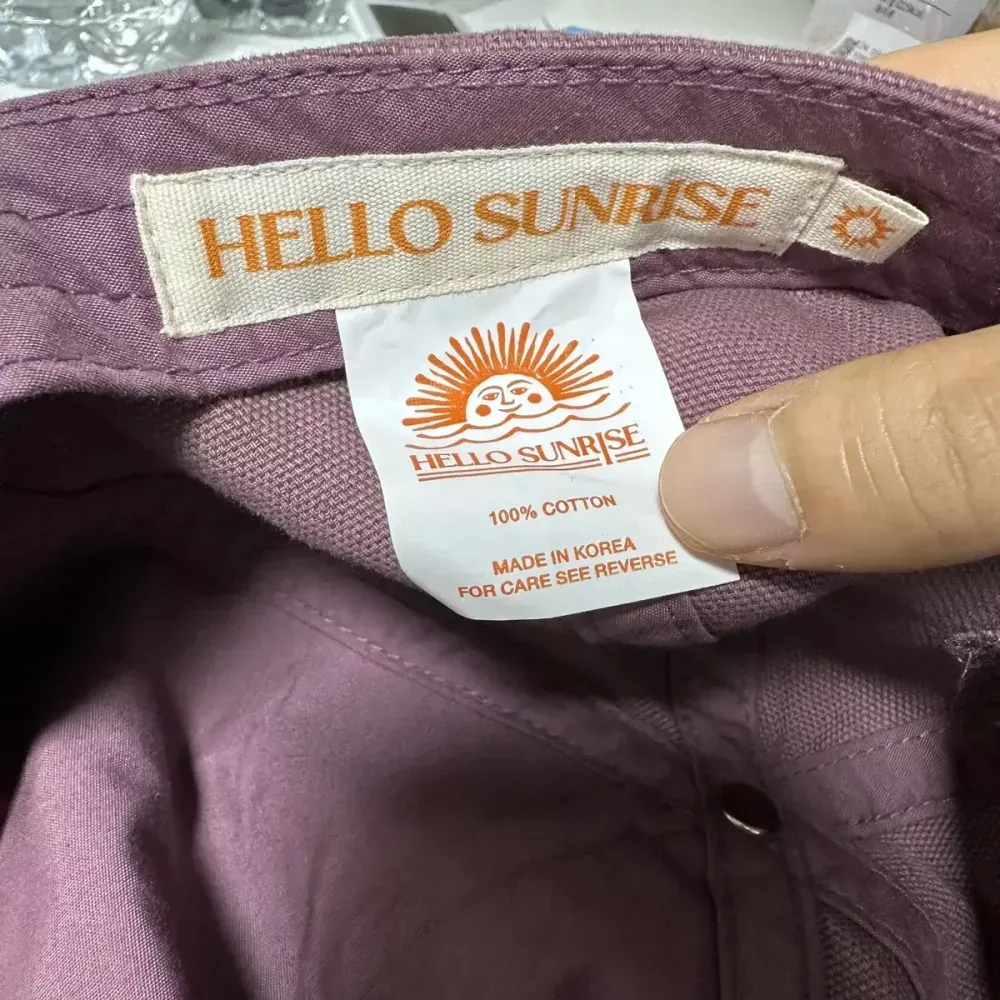 HELLO SUNRISE
HELLO SUNRISE
100% COTTON
MADE IN KOREA
FOR CARE SEE REVERSE